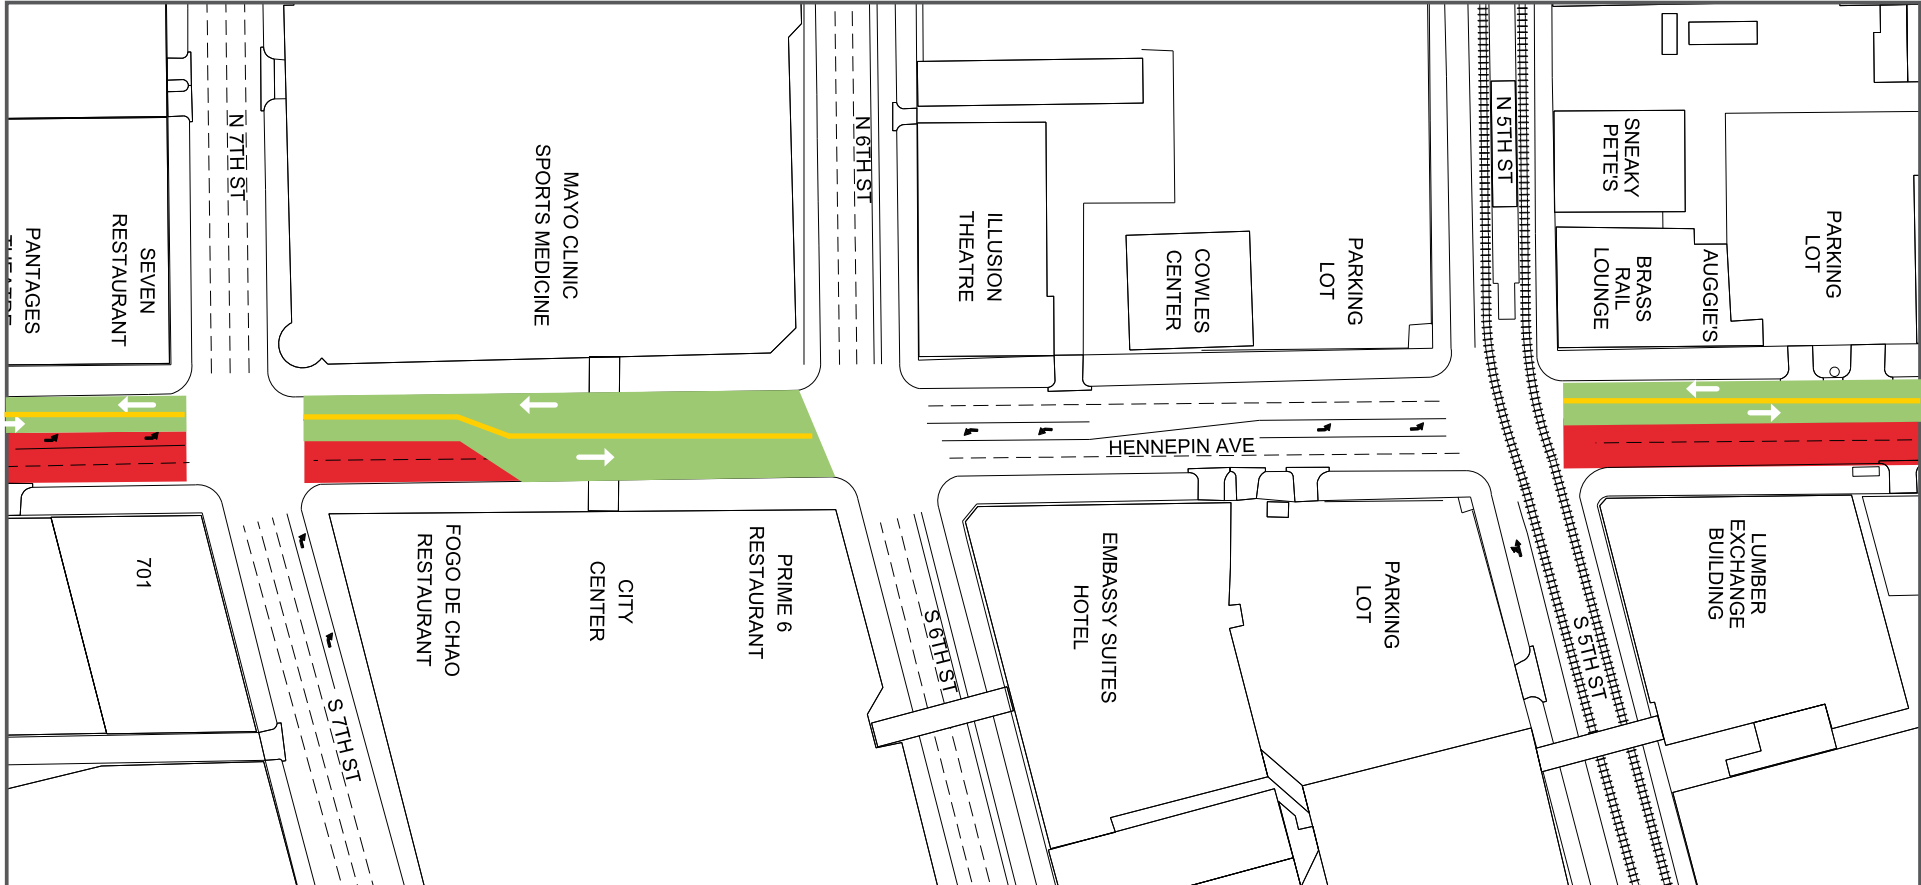 N 7TH ST
N 6TH ST
N 5TH ST
SNEAKY
PETE'S
MAYO CLINIC
SPORTS MEDICINE
ILLUSION
THEATRE
COWLES
CENTER
PARKING
LOT
BRASS
RAIL
LOUNGE
AUGGIE'S
PARKING
LOT
PANTAGES
THEATRE
SEVEN
RESTAURANT
HENNEPIN AVE
701
FOGO DE CHAO
RESTAURANT
CITY
CENTER
PRIME 6
RESTAURANT
EMBASSY SUITES
HOTEL
PARKING
LOT
LUMBER
EXCHANGE
BUILDING
S 7TH ST
S 6TH ST
S 5TH ST